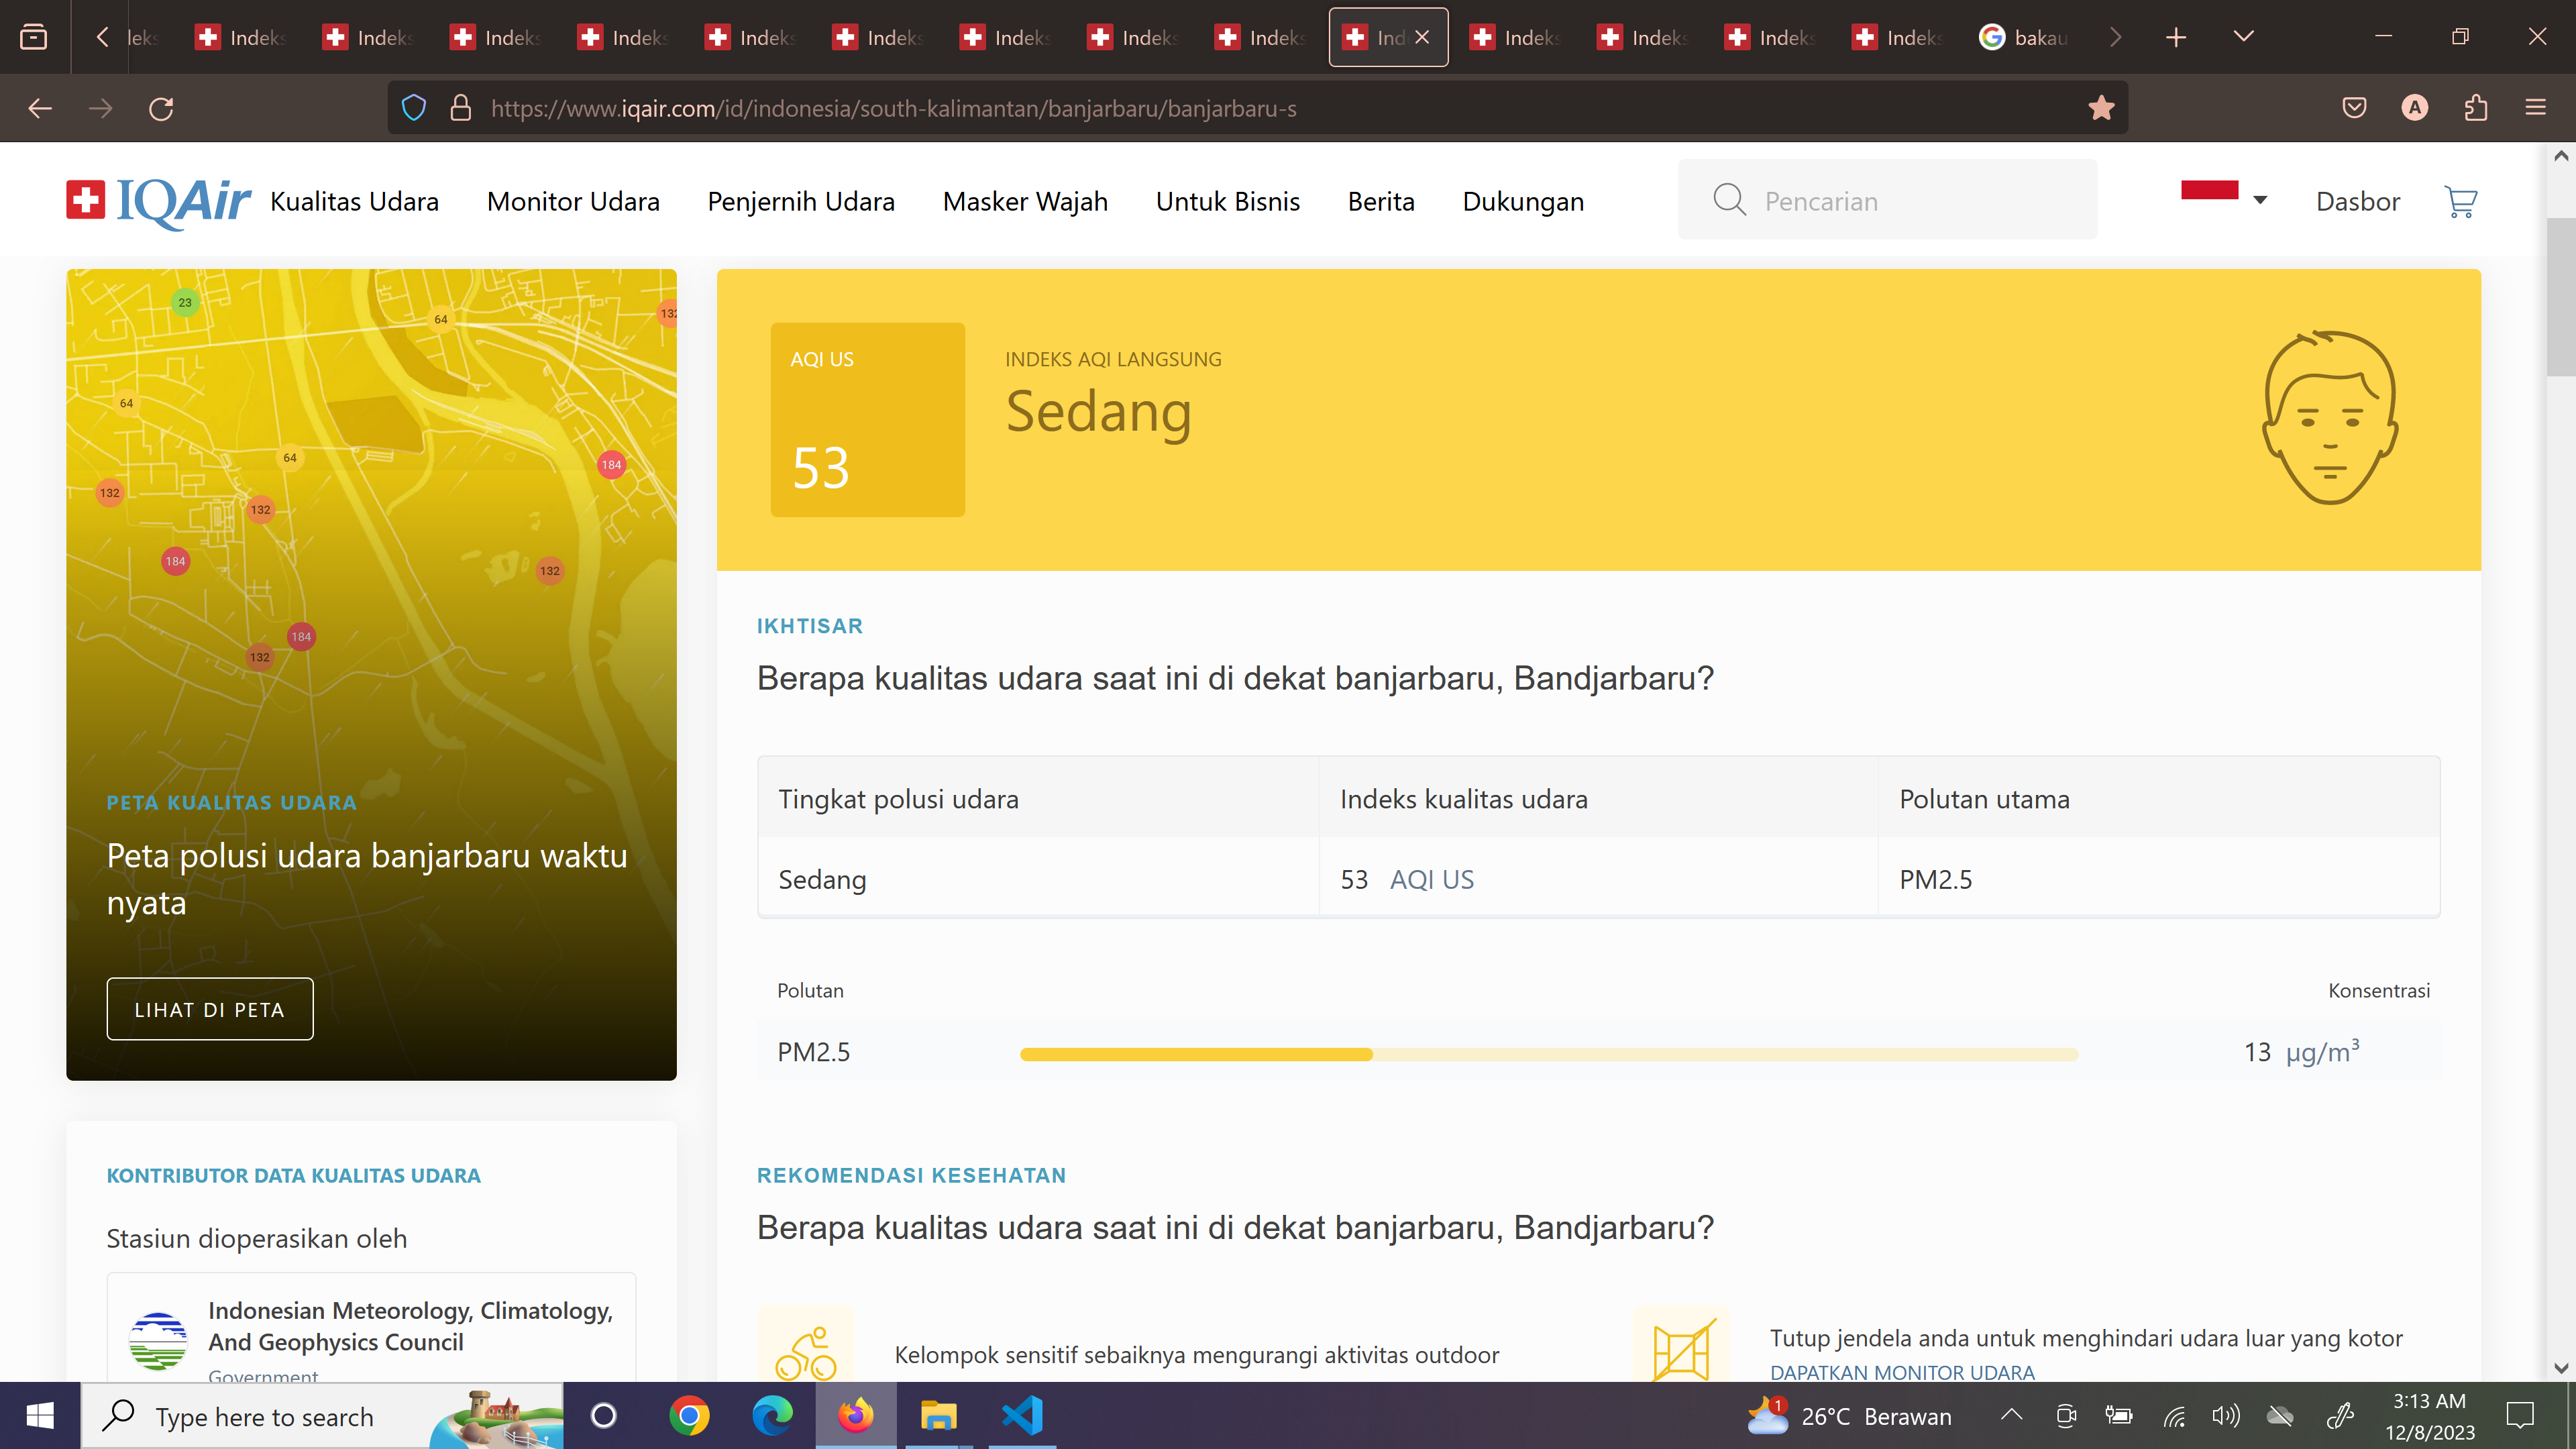 Indeks
Indeks
Indeks
Indeks
Indeks
Indeks
Indeks
Indeks
Indeks
Ind
Indeks
Indeks
Indeks
Indeks
bakau
https://www.iqair.com/id/indonesia/south-kalimantan/banjarbaru/banjarbaru-s
A
IQAir
Kualitas Udara
Monitor Udara
Penjernih Udara
Masker Wajah
Untuk Bisnis
Berita
Dukungan
Pencarian
Dasbor
23
64
132
64
64
184
132
132
184
132
184
132
PETA KUALITAS UDARA
Peta polusi udara banjarbaru waktu
nyata
LIHAT DI PETA
KONTRIBUTOR DATA KUALITAS UDARA
Stasiun dioperasikan oleh
Indonesian Meteorology, Climatology,
And Geophysics Council
Government
AQI US
53
INDEKS AQI LANGSUNG
Sedang
IKHTISAR
Berapa kualitas udara saat ini di dekat banjarbaru, Bandjarbaru?
Tingkat polusi udara
Indeks kualitas udara
Polutan utama
Sedang
53 AQI US
PM2.5
Polutan
Konsentrasi
PM2.5
13 µg/m³
REKOMENDASI KESEHATAN
Berapa kualitas udara saat ini di dekat banjarbaru, Bandjarbaru?
Kelompok sensitif sebaiknya mengurangi aktivitas outdoor
Tutup jendela anda untuk menghindari udara luar yang kotor
DAPATKAN MONITOR UDARA
Type here to search
1
26°C Berawan
3:13 AM
12/8/2023